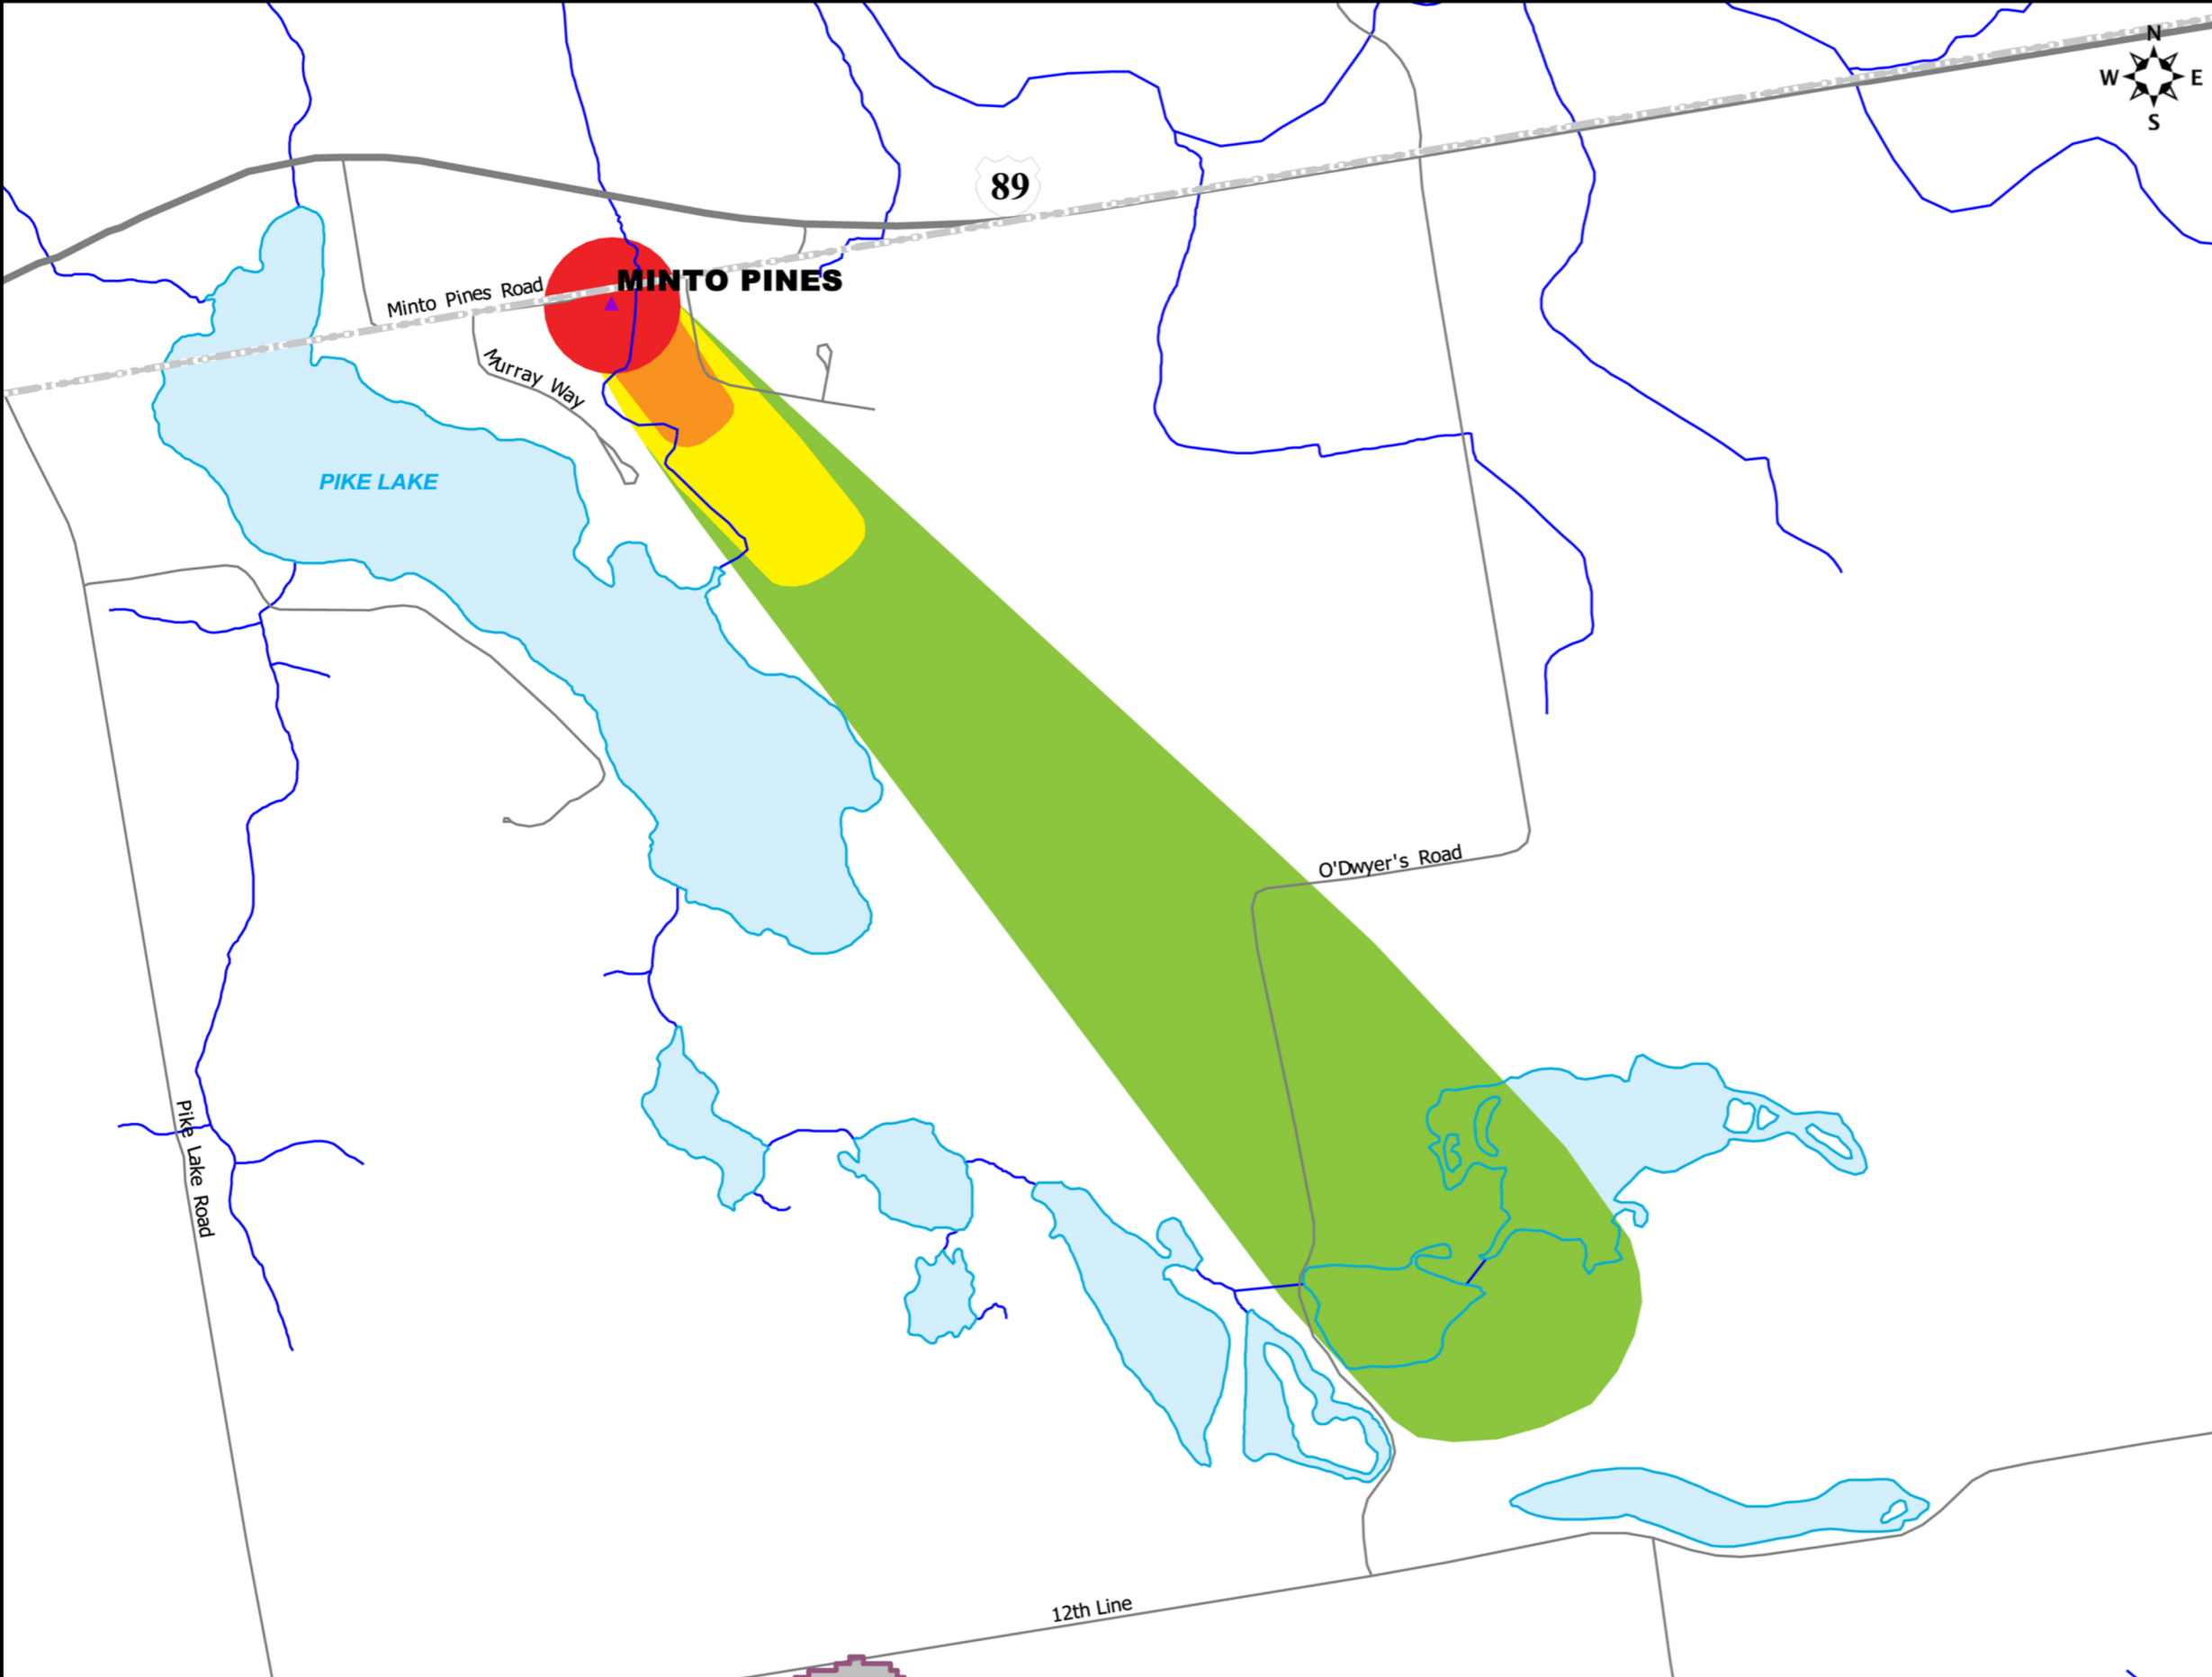 N
W E
S
89
MINTO PINES
Minto Pines Road
Murray Way
PIKE LAKE
O'Dwyer's Road
Pike Lake Road
12th Line